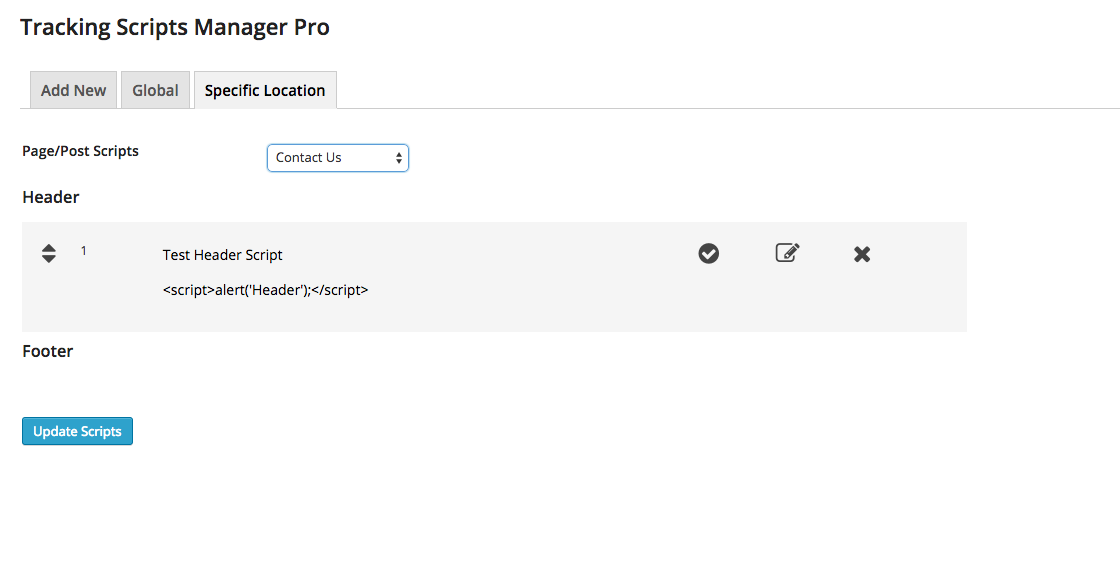 Tracking Scripts Manager Pro
Add New Global Specific Location
Page/Post Scripts Contact Us
Header
1 Test Header Script
<script>alert('Header');</script>
Footer
Update Scripts